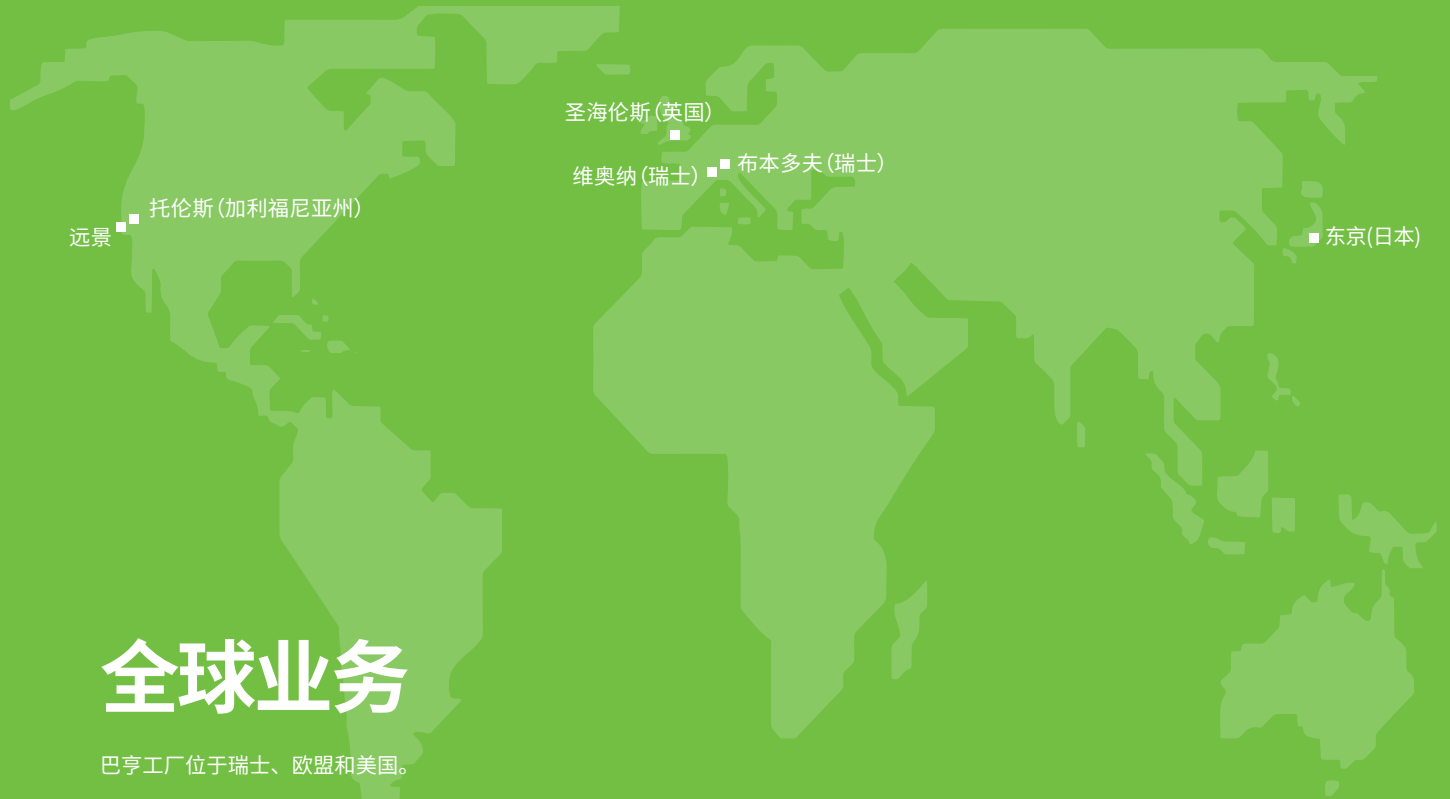 圣海伦斯(英国)
维奥纳(瑞士)
布本多夫(瑞士)
托伦斯(加利福尼亚州)
远景
东京(日本)
全球业务
巴亨工厂位于瑞士、欧盟和美国。